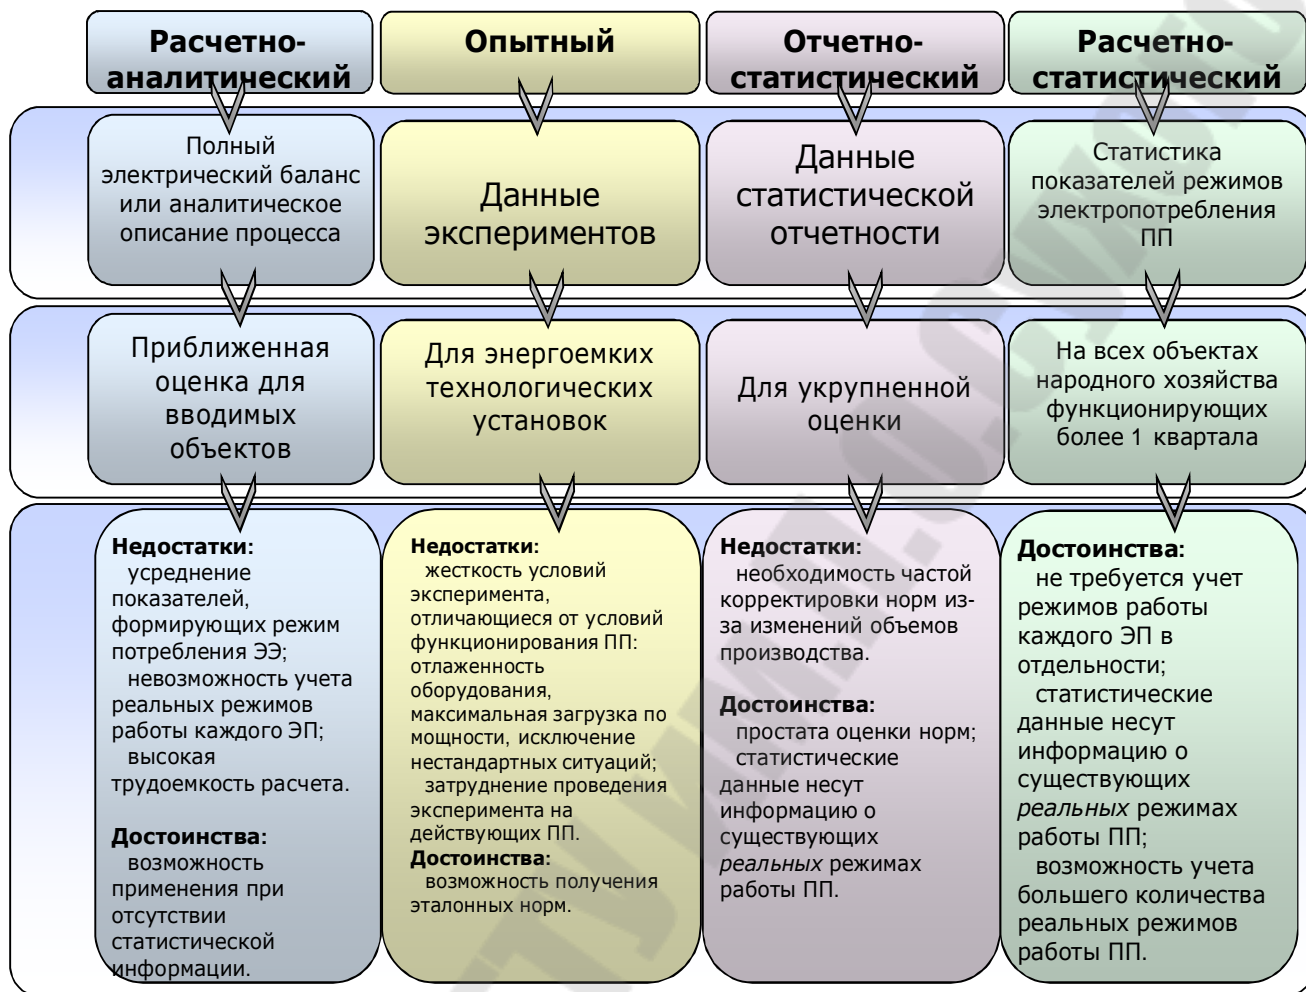 Расчетно-
аналитический
Опытный
Отчетно-
статистический
Расчетно-
статистический
Полный
электрический баланс
или аналитическое
описание процесса
Данные
экспериментов
Данные
статистической
отчетности
Статистика
показателей режимов
электропотребления
ПП
Приближенная
оценка для
вводимых
объектов
Для энергоемких
технологических
установок
Для укрупненной
оценки
На всех объектах
народного хозяйства
функционирующих
более 1 квартала
Недостатки:
усреднение
показателей,
формирующих режим
потребления ЭЭ;
невозможность учета
реальных режимов
работы каждого ЭП;
высокая
трудоемкость расчета.
Достоинства:
возможность
применения при
отсутствии
статистической
информации.
Недостатки:
жесткость условий
эксперимента,
отличающиеся от условий
функционирования ПП:
отлаженность
оборудования,
максимальная загрузка по
мощности, исключение
нестандартных ситуаций;
затруднение проведения
эксперимента на
действующих ПП.
Достоинства:
возможность получения
эталонных норм.
Недостатки:
необходимость частой
корректировки норм из-
за изменений объемов
производства.
Достоинства:
простата оценки норм;
статистические
данные несут
информацию о
существующих
реальных режимах
работы ПП.
Достоинства:
не требуется учет
режимов работы
каждого ЭП в
отдельности;
статистические
данные несут
информацию о
существующих
реальных режимах
работы ПП;
возможность учета
большего количества
реальных режимов
работы ПП.